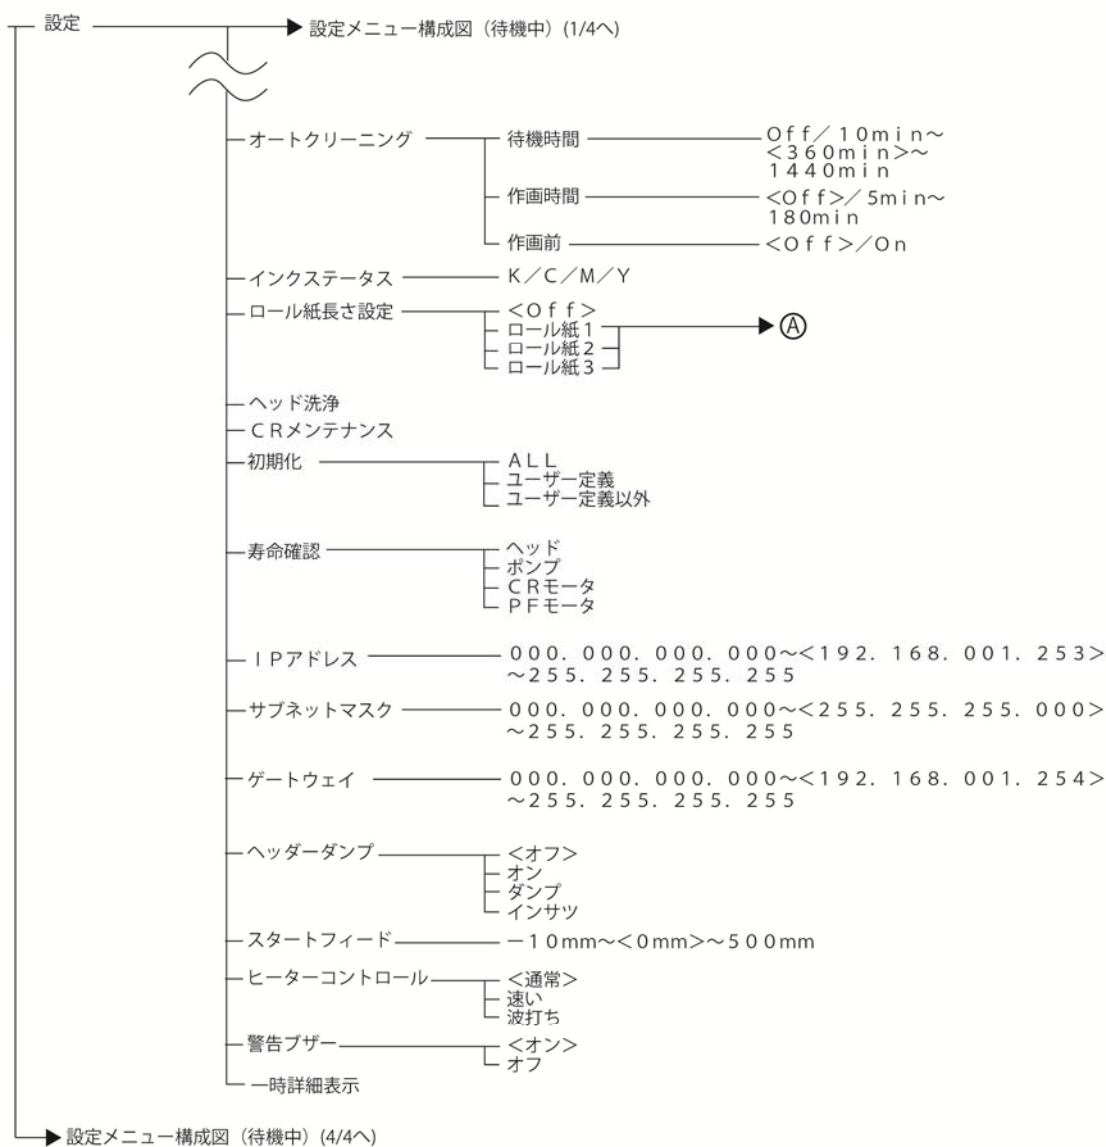 設定
設定メニュー構成図（待機中）(1/4へ)
オートクリーニング
待機時間
Off／10min～
<360min>～
1440min
作画時間
<Off>／5min～
180min
作画前
<Off>／On
インクステータス
K／C／M／Y
ロール紙長さ設定
<Off>
ロール紙1
Ⓐ
ロール紙2
ロール紙3
ヘッド洗浄
CRメンテナンス
初期化
ALL
ユーザー定義
ユーザー定義以外
寿命確認
ヘッド
ポンプ
CRモータ
PFモータ
IPアドレス
000. 000. 000. 000～<192. 168. 001. 253>
～255. 255. 255. 255
サブネットマスク
000. 000. 000. 000～<255. 255. 255. 000>
～255. 255. 255. 255
ゲートウェイ
000. 000. 000. 000～<192. 168. 001. 254>
～255. 255. 255. 255
ヘッダーダンプ
<オフ>
オン
ダンプ
インサツ
スタートフィード
－10mm～<0mm>～500mm
ヒーターコントロール
<通常>
速い
波打ち
警告ブザー
<オン>
オフ
一時詳細表示
設定メニュー構成図（待機中）(4/4へ)